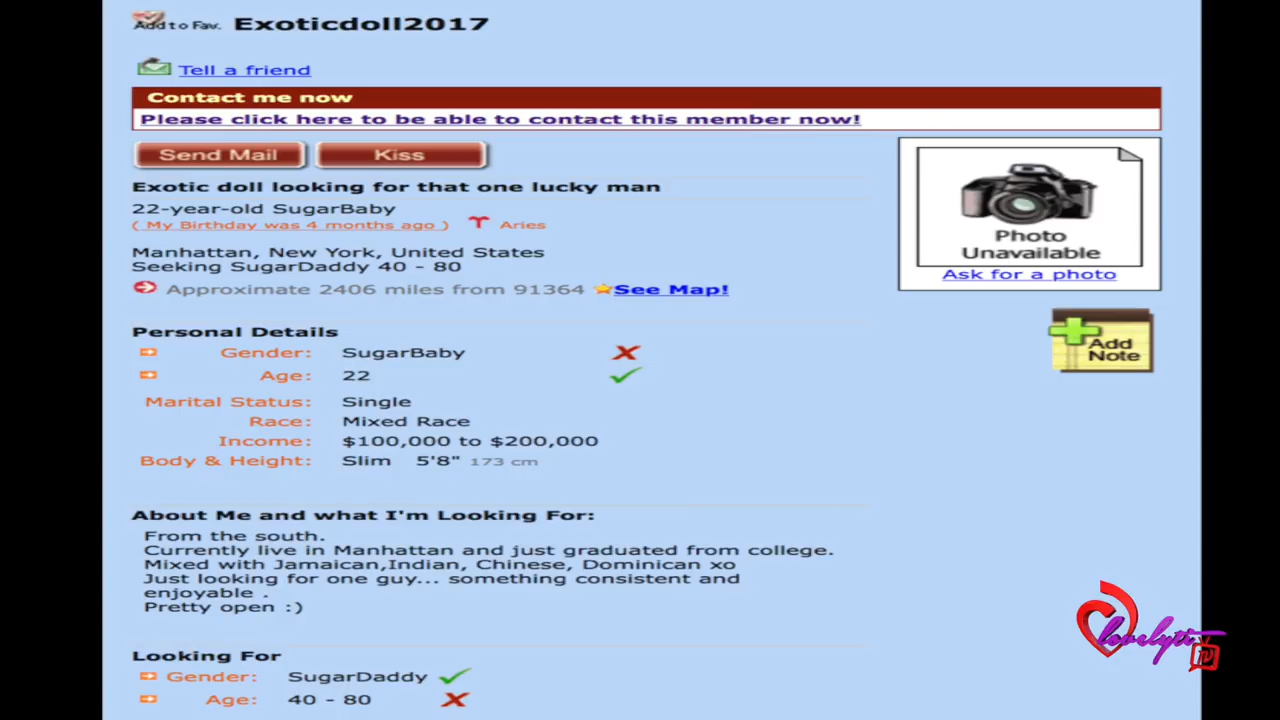 Add to Fav. Exoticdoll2017
Tell a friend
Contact me now
Please click here to be able to contact this member now!
Send Mail Kiss
Exotic doll looking for that one lucky man
22-year-old SugarBaby
( My Birthday was 4 months ago ) Aries
Manhattan, New York, United States
Seeking SugarDaddy 40 - 80
Approximate 2406 miles from 91364 See Map!
Photo
Unavailable
Ask for a photo
Add
Note
Personal Details
Gender: SugarBaby
Age: 22
Marital Status: Single
Race: Mixed Race
Income: $100,000 to $200,000
Body & Height: Slim 5'8" 173 cm
About Me and what I'm Looking For:
From the south.
Currently live in Manhattan and just graduated from college.
Mixed with Jamaican,Indian, Chinese, Dominican xo
Just looking for one guy... something consistent and
enjoyable .
Pretty open :)
Looking For
Gender: SugarDaddy
Age: 40 - 80
lovelyti
TV